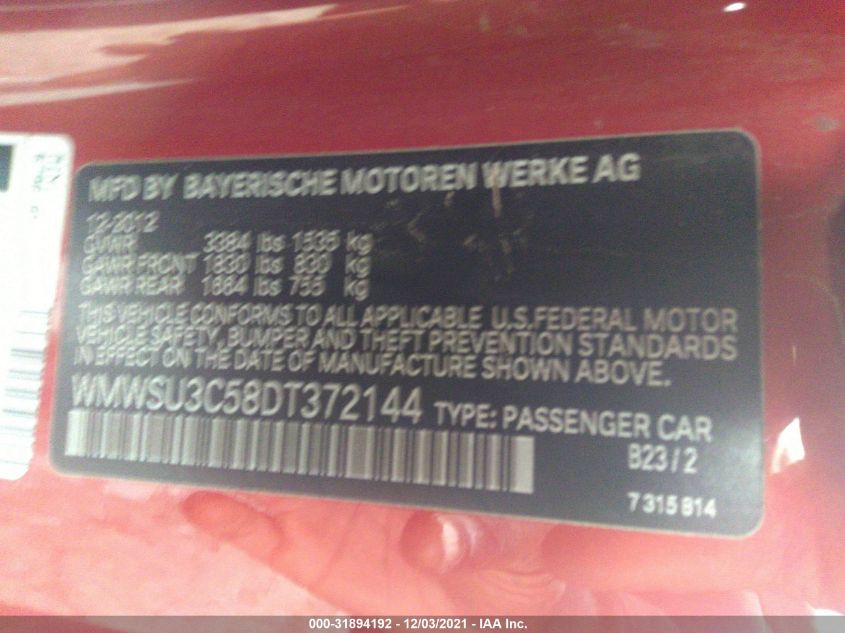 MFD BY BAYERISCHE MOTOREN WERKE AG
12-2012
GVWR: 3384 lbs 1535 kg
GAWR FRONT 1830 lbs 830 kg
GAWR REAR 1664 lbs 755 kg
THIS VEHICLE CONFORMS TO ALL APPLICABLE U.S.FEDERAL MOTOR
VEHICLE SAFETY, BUMPER AND THEFT PREVENTION STANDARDS
IN EFFECT ON THE DATE OF MANUFACTURE SHOWN ABOVE.
WMWSU3C58DT372144 TYPE: PASSENGER CAR
B23/2
7315814
000-31894192 - 12/03/2021 - IAA Inc.